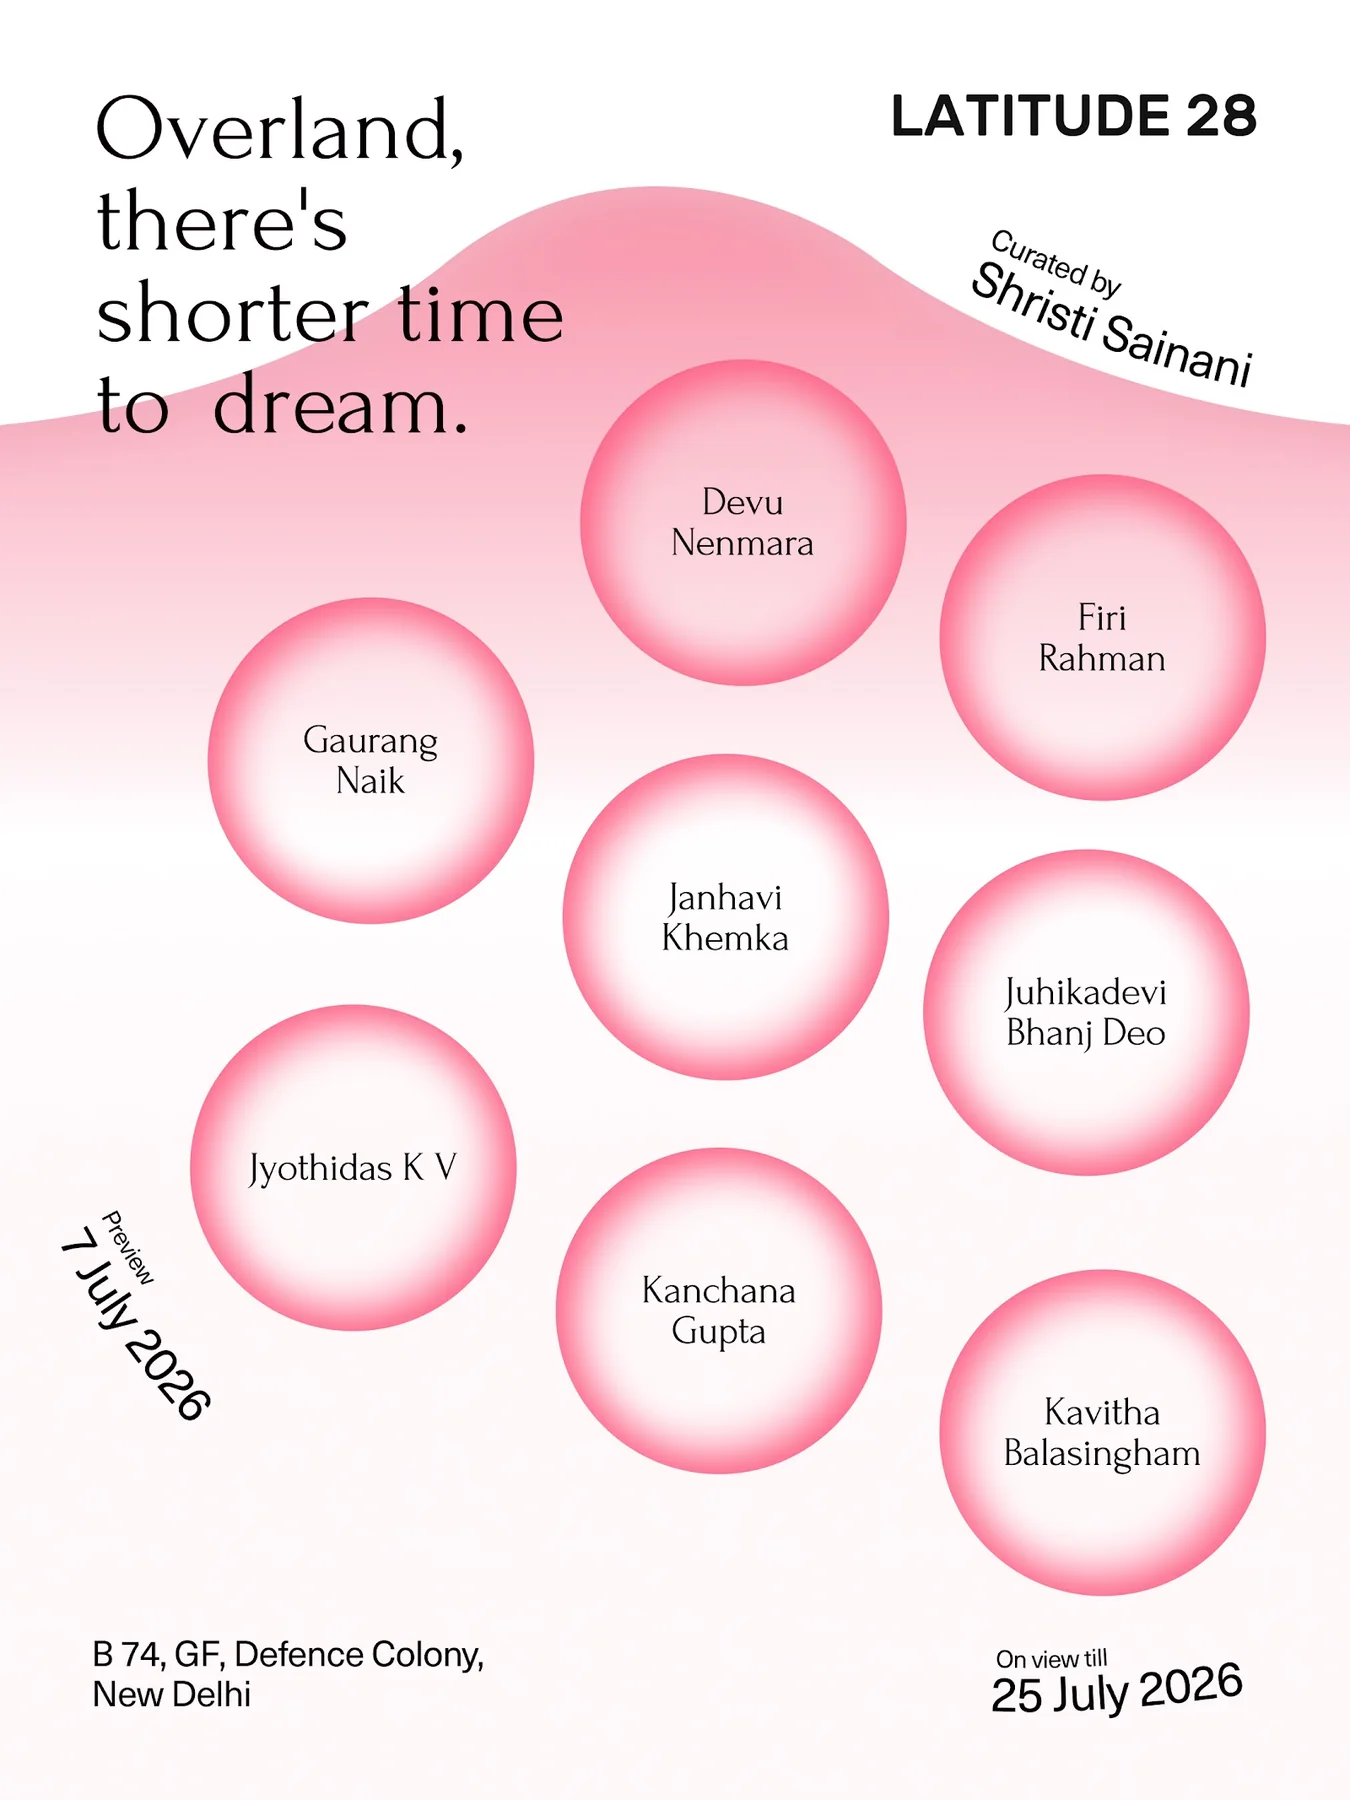 Overland,
there's
shorter time
to dream.
LATITUDE 28
Curated by
Shristi Sainani
Devu
Nenmara
Firi
Rahman
Gaurang
Naik
Janhavi
Khemka
Juhikadevi
Bhanj Deo
Jyothidas K V
Kanchana
Gupta
Kavitha
Balasingham
Preview
7 July 2026
B 74, GF, Defence Colony,
New Delhi
On view till
25 July 2026